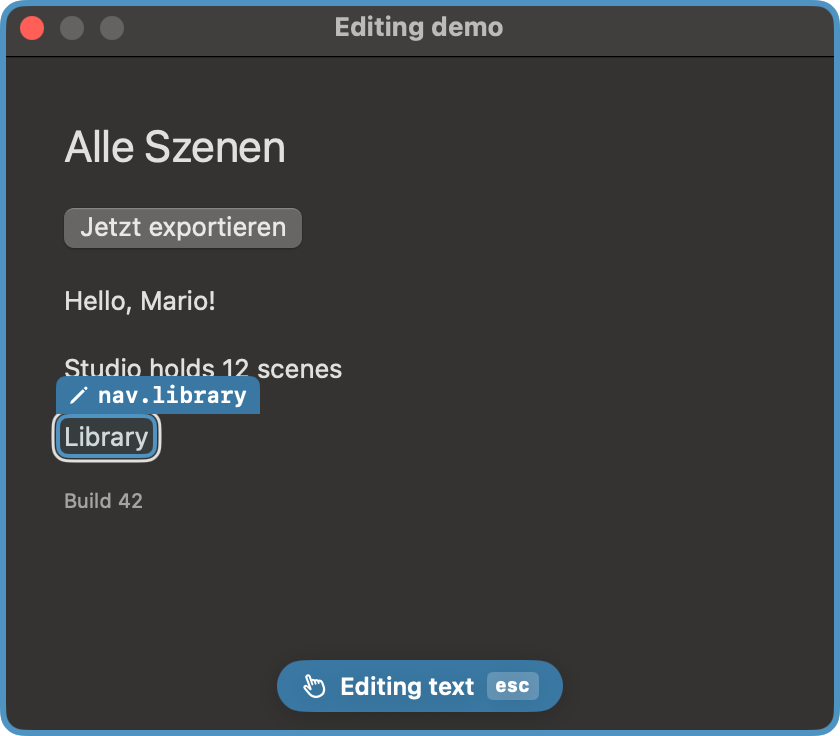 Editing demo
Alle Szenen
Jetzt exportieren
Hello, Mario!
Studio holds 12 scenes
nav.library
Library
Build 42
Editing text esc